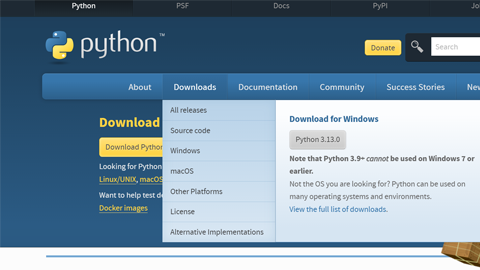 Python
PSF
Docs
PyPI
python™
Donate
Search
About
Downloads
Documentation
Community
Success Stories
Download
Download Python
Looking for Python
Linux/UNIX, macOS
Want to help test de
Docker images
All releases
Source code
Windows
macOS
Other Platforms
License
Alternative Implementations
Download for Windows
Python 3.13.0
Note that Python 3.9+ cannot be used on Windows 7 or
earlier.
Not the OS you are looking for? Python can be used on
many operating systems and environments.
View the full list of downloads.